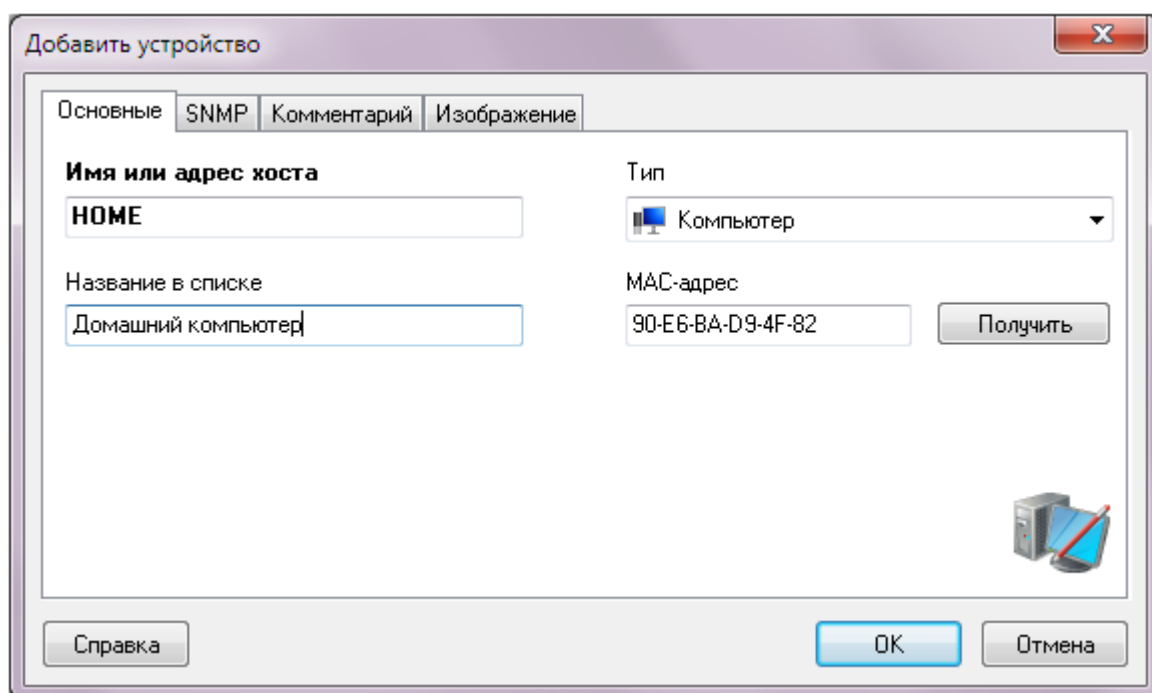 Добавить устройство
Основные SNMP Комментарий Изображение
Имя или адрес хоста
Тип
HOME
Компьютер
Название в списке
MAC-адрес
Домашний компьютер
90-E6-BA-D9-4F-82
Получить
Справка
OK
Отмена